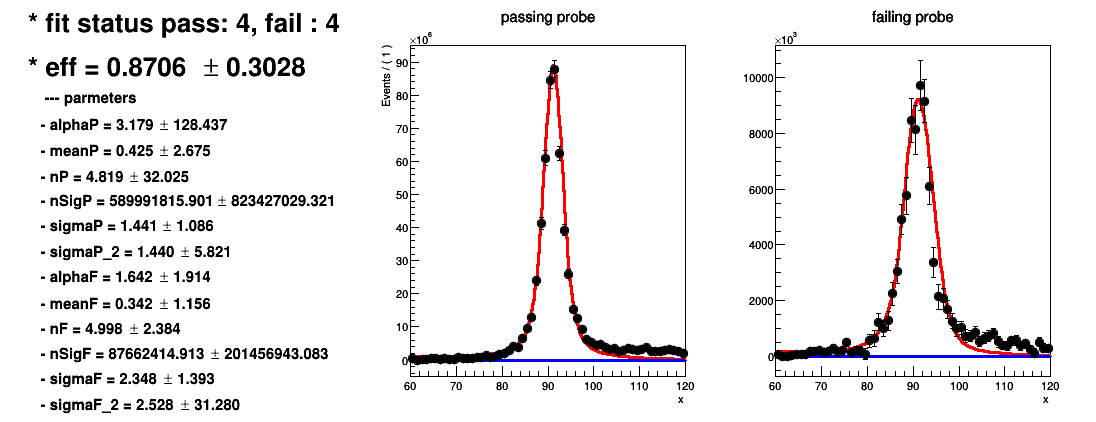 * fit status pass: 4, fail : 4
* eff = 0.8706 ± 0.3028
--- parmeters
- alphaP = 3.179 ± 128.437
- meanP = 0.425 ± 2.675
- nP = 4.819 ± 32.025
- nSigP = 589991815.901 ± 823427029.321
- sigmaP = 1.441 ± 1.086
- sigmaP_2 = 1.440 ± 5.821
- alphaF = 1.642 ± 1.914
- meanF = 0.342 ± 1.156
- nF = 4.998 ± 2.384
- nSigF = 87662414.913 ± 201456943.083
- sigmaF = 2.348 ± 1.393
- sigmaF_2 = 2.528 ± 31.280
passing probe
×10⁶
Events / ( 1 )
90
80
70
60
50
40
30
20
10
0
60 70 80 90 100 110 120
x
failing probe
×10³
10000
8000
6000
4000
2000
0
60 70 80 90 100 110 120
x